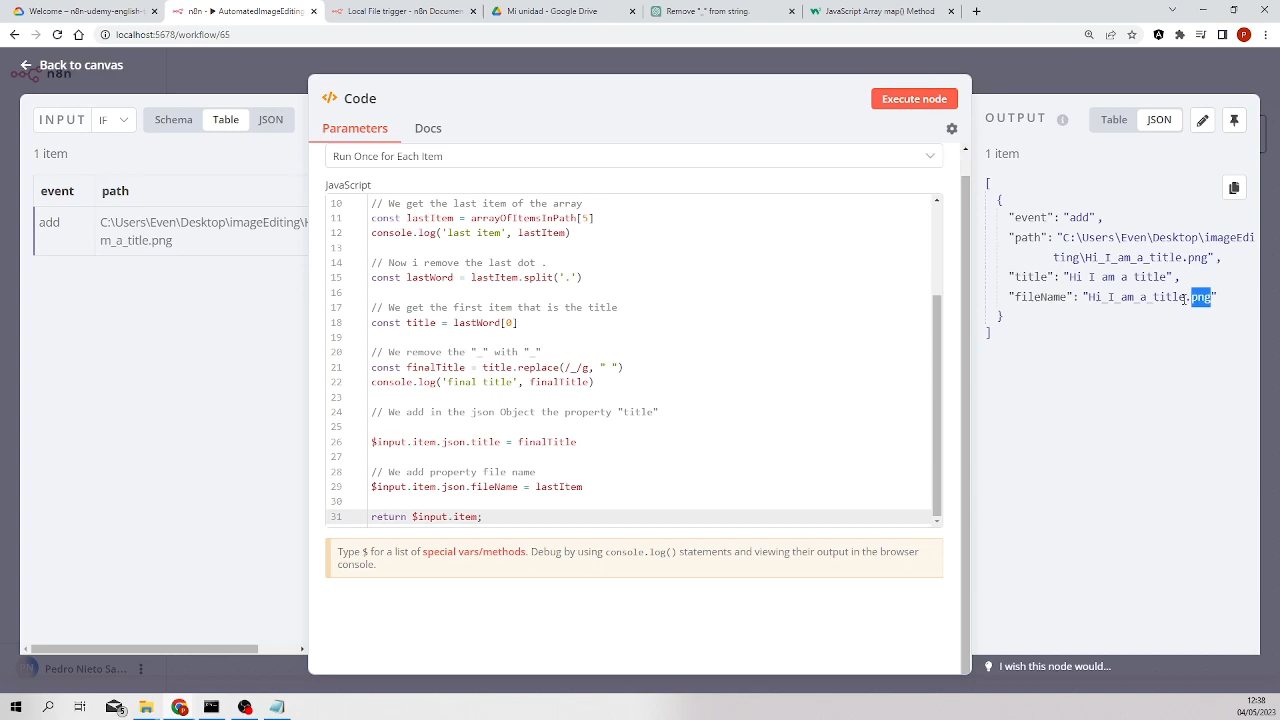 Welcome - n8n-udemy-english-t
n8n - ▶ AutomatedImageEditing
Local File trigger - n8n Documen
Mi unidad - Google Drive
Remove "_" from string.
JavaScript Array map() Method
localhost:5678/workflow/65
P
Back to canvas
n8n
INPUT
IF
Schema
Table
JSON
1 item
event
path
add
C:\Users\Even\Desktop\imageEditing\H
m_a_title.png
Pedro Nieto Sa...
Code
Execute node
Parameters
Docs
Run Once for Each Item
JavaScript
10 // We get the last item of the array
11 const lastItem = arrayOfItemsInPath[5]
12 console.log('last item', lastItem)
13
14 // Now i remove the last dot .
15 const lastWord = lastItem.split('.')
16
17 // We get the first item that is the title
18 const title = lastWord[0]
19
20 // We remove the "_" with "_"
21 const finalTitle = title.replace(/_/g, " ")
22 console.log('final title', finalTitle)
23
24 // We add in the json Object the property "title"
25
26 $input.item.json.title = finalTitle
27
28 // We add property file name
29 $input.item.json.fileName = lastItem
30
31 return $input.item;
Type $ for a list of special vars/methods. Debug by using console.log() statements and viewing their output in the browser
console.
OUTPUT
Table
JSON
1 item
[
{
"event": "add",
"path": "C:\Users\Even\Desktop\imageEdi
ting\Hi_I_am_a_title.png",
"title": "Hi I am a title",
"fileName": "Hi_I_am_a_title.png"
}
]
I wish this node would...
12:38
04/05/2023